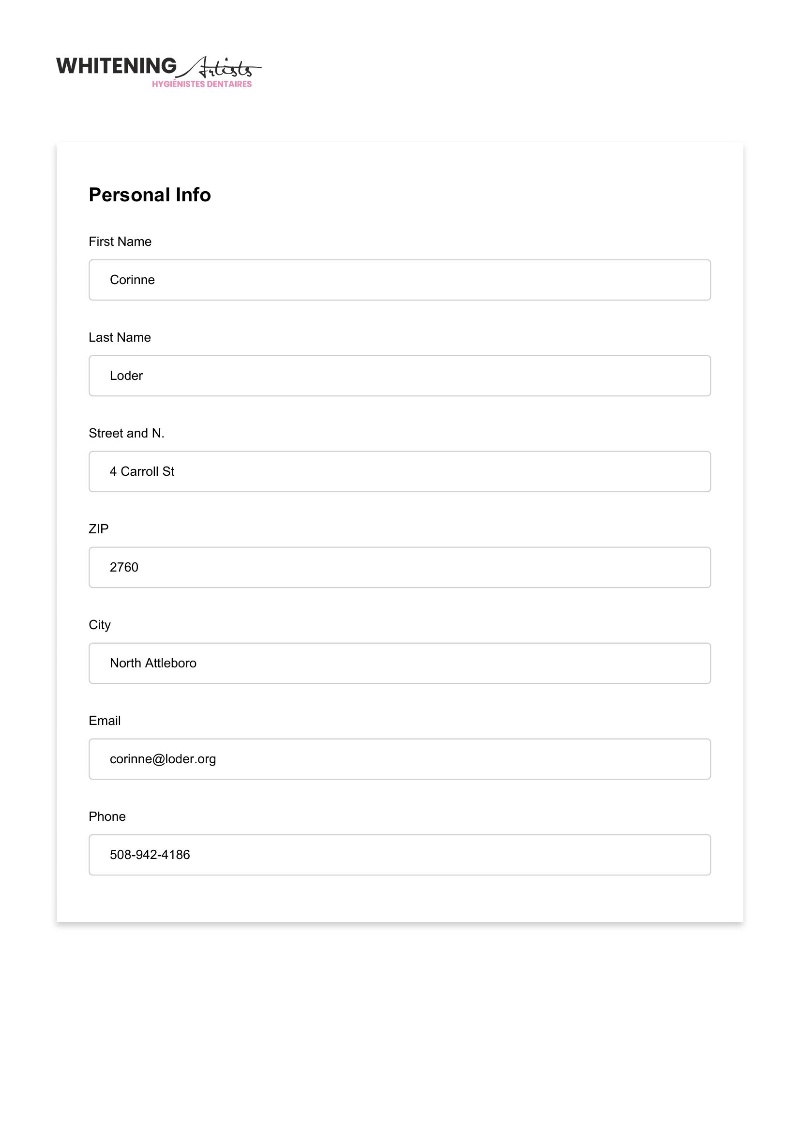 WHITENING Artists
HYGIÉNISTES DENTAIRES
Personal Info
First Name
Corinne
Last Name
Loder
Street and N.
4 Carroll St
ZIP
2760
City
North Attleboro
Email
corinne@loder.org
Phone
508-942-4186